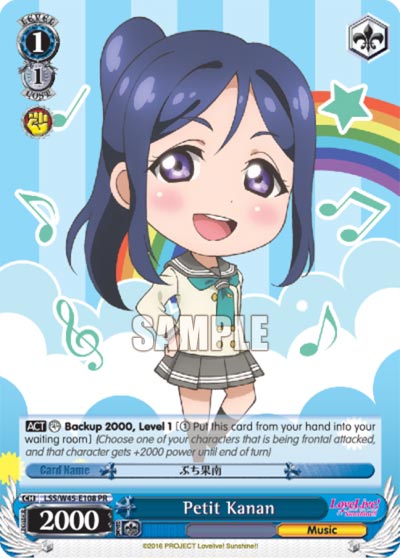 LEVEL
1
1
COST
SAMPLE
ACT Backup 2000, Level 1 [① Put this card from your hand into your
waiting room] (Choose one of your characters that is being frontal attacked,
and that character gets +2000 power until end of turn)
Card Name ぷち果南
CH LSS/W45-E108 PR
Petit Kanan
LoveLive!
Sunshine!!
POWER
2000
Music
©2016 PROJECT Lovelive! Sunshine!!